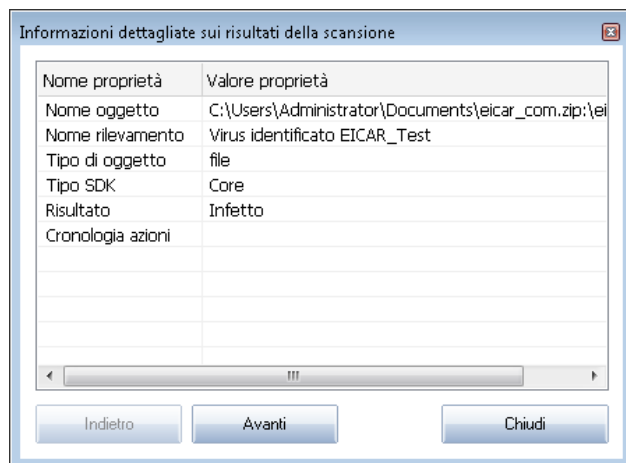 Informazioni dettagliate sui risultati della scansione
Nome proprietà Valore proprietà
Nome oggetto C:\Users\Administrator\Documents\eicar_com.zip:\ei
Nome rilevamento Virus identificato EICAR_Test
Tipo di oggetto file
Tipo SDK Core
Risultato Infetto
Cronologia azioni
Indietro Avanti Chiudi